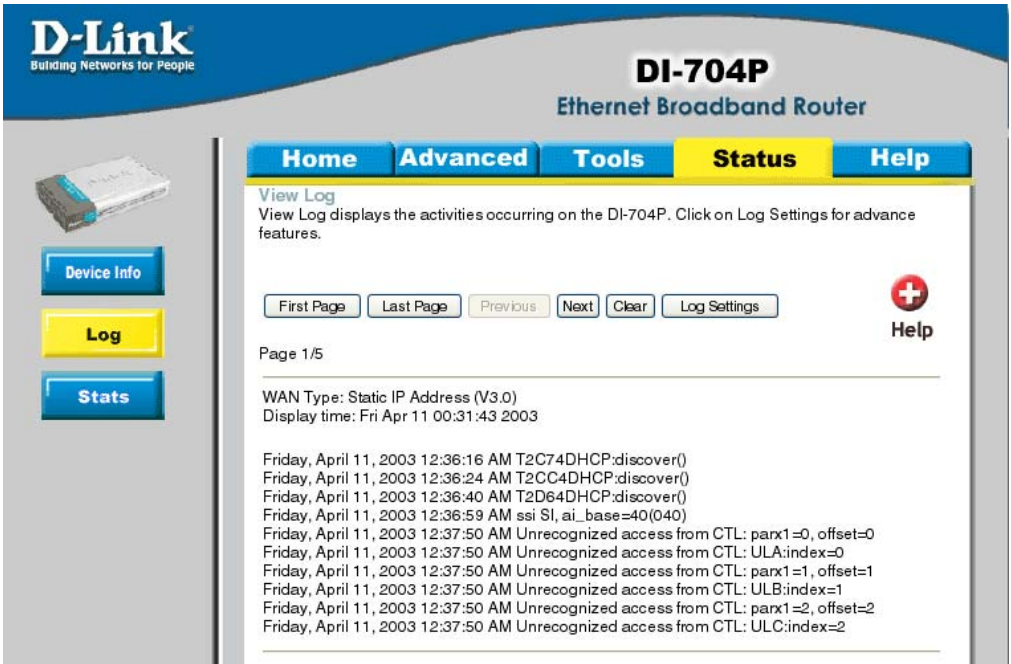 D-Link
Building Networks for People
DI-704P
Ethernet Broadband Router
Home
Advanced
Tools
Status
Help
Device Info
Log
Stats
View Log
View Log displays the activities occurring on the DI-704P. Click on Log Settings for advance
features.
First Page
Last Page
Previous
Next
Clear
Log Settings
Help
Page 1/5
WAN Type: Static IP Address (V3.0)
Display time: Fri Apr 11 00:31:43 2003
Friday, April 11, 2003 12:36:16 AM T2C74DHCP:discover()
Friday, April 11, 2003 12:36:24 AM T2CC4DHCP:discover()
Friday, April 11, 2003 12:36:40 AM T2D64DHCP:discover()
Friday, April 11, 2003 12:36:59 AM ssi SI, ai_base=40(040)
Friday, April 11, 2003 12:37:50 AM Unrecognized access from CTL: parx1=0, offset=0
Friday, April 11, 2003 12:37:50 AM Unrecognized access from CTL: ULA:index=0
Friday, April 11, 2003 12:37:50 AM Unrecognized access from CTL: parx1=1, offset=1
Friday, April 11, 2003 12:37:50 AM Unrecognized access from CTL: ULB:index=1
Friday, April 11, 2003 12:37:50 AM Unrecognized access from CTL: parx1=2, offset=2
Friday, April 11, 2003 12:37:50 AM Unrecognized access from CTL: ULC:index=2